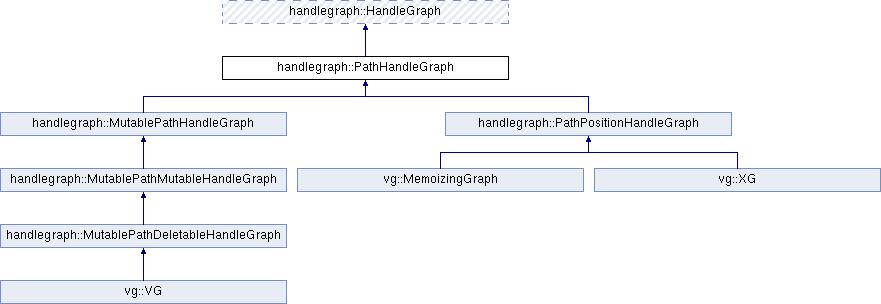 handlegraph::HandleGraph
handlegraph::PathHandleGraph
handlegraph::MutablePathHandleGraph
handlegraph::PathPositionHandleGraph
handlegraph::MutablePathMutableHandleGraph
vg::MemoizingGraph
vg::XG
handlegraph::MutablePathDeletableHandleGraph
vg::VG